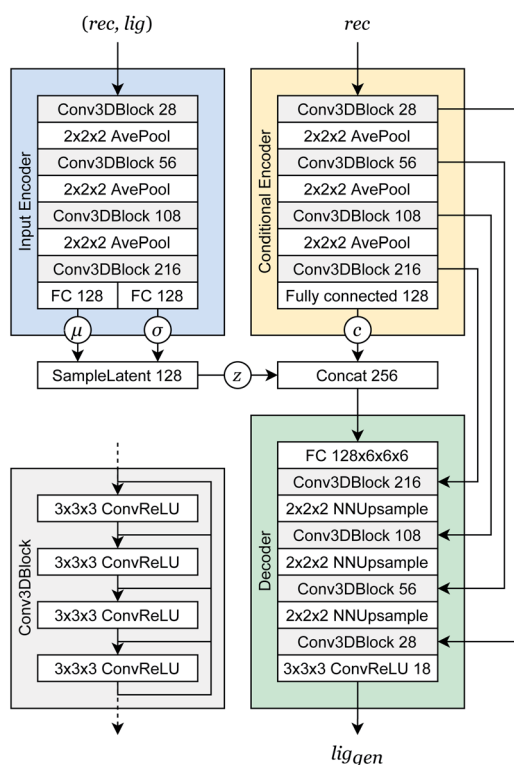 (rec, lig)
Input Encoder
Conv3DBlock 28
2x2x2 AvePool
Conv3DBlock 56
2x2x2 AvePool
Conv3DBlock 108
2x2x2 AvePool
Conv3DBlock 216
FC 128 FC 128
μ σ
SampleLatent 128
z
rec
Conditional Encoder
Conv3DBlock 28
2x2x2 AvePool
Conv3DBlock 56
2x2x2 AvePool
Conv3DBlock 108
2x2x2 AvePool
Conv3DBlock 216
Fully connected 128
c
Concat 256
Conv3DBlock
3x3x3 ConvReLU
3x3x3 ConvReLU
3x3x3 ConvReLU
3x3x3 ConvReLU
Decoder
FC 128x6x6x6
Conv3DBlock 216
2x2x2 NNUpsample
Conv3DBlock 108
2x2x2 NNUpsample
Conv3DBlock 56
2x2x2 NNUpsample
Conv3DBlock 28
3x3x3 ConvReLU 18
lig_gen